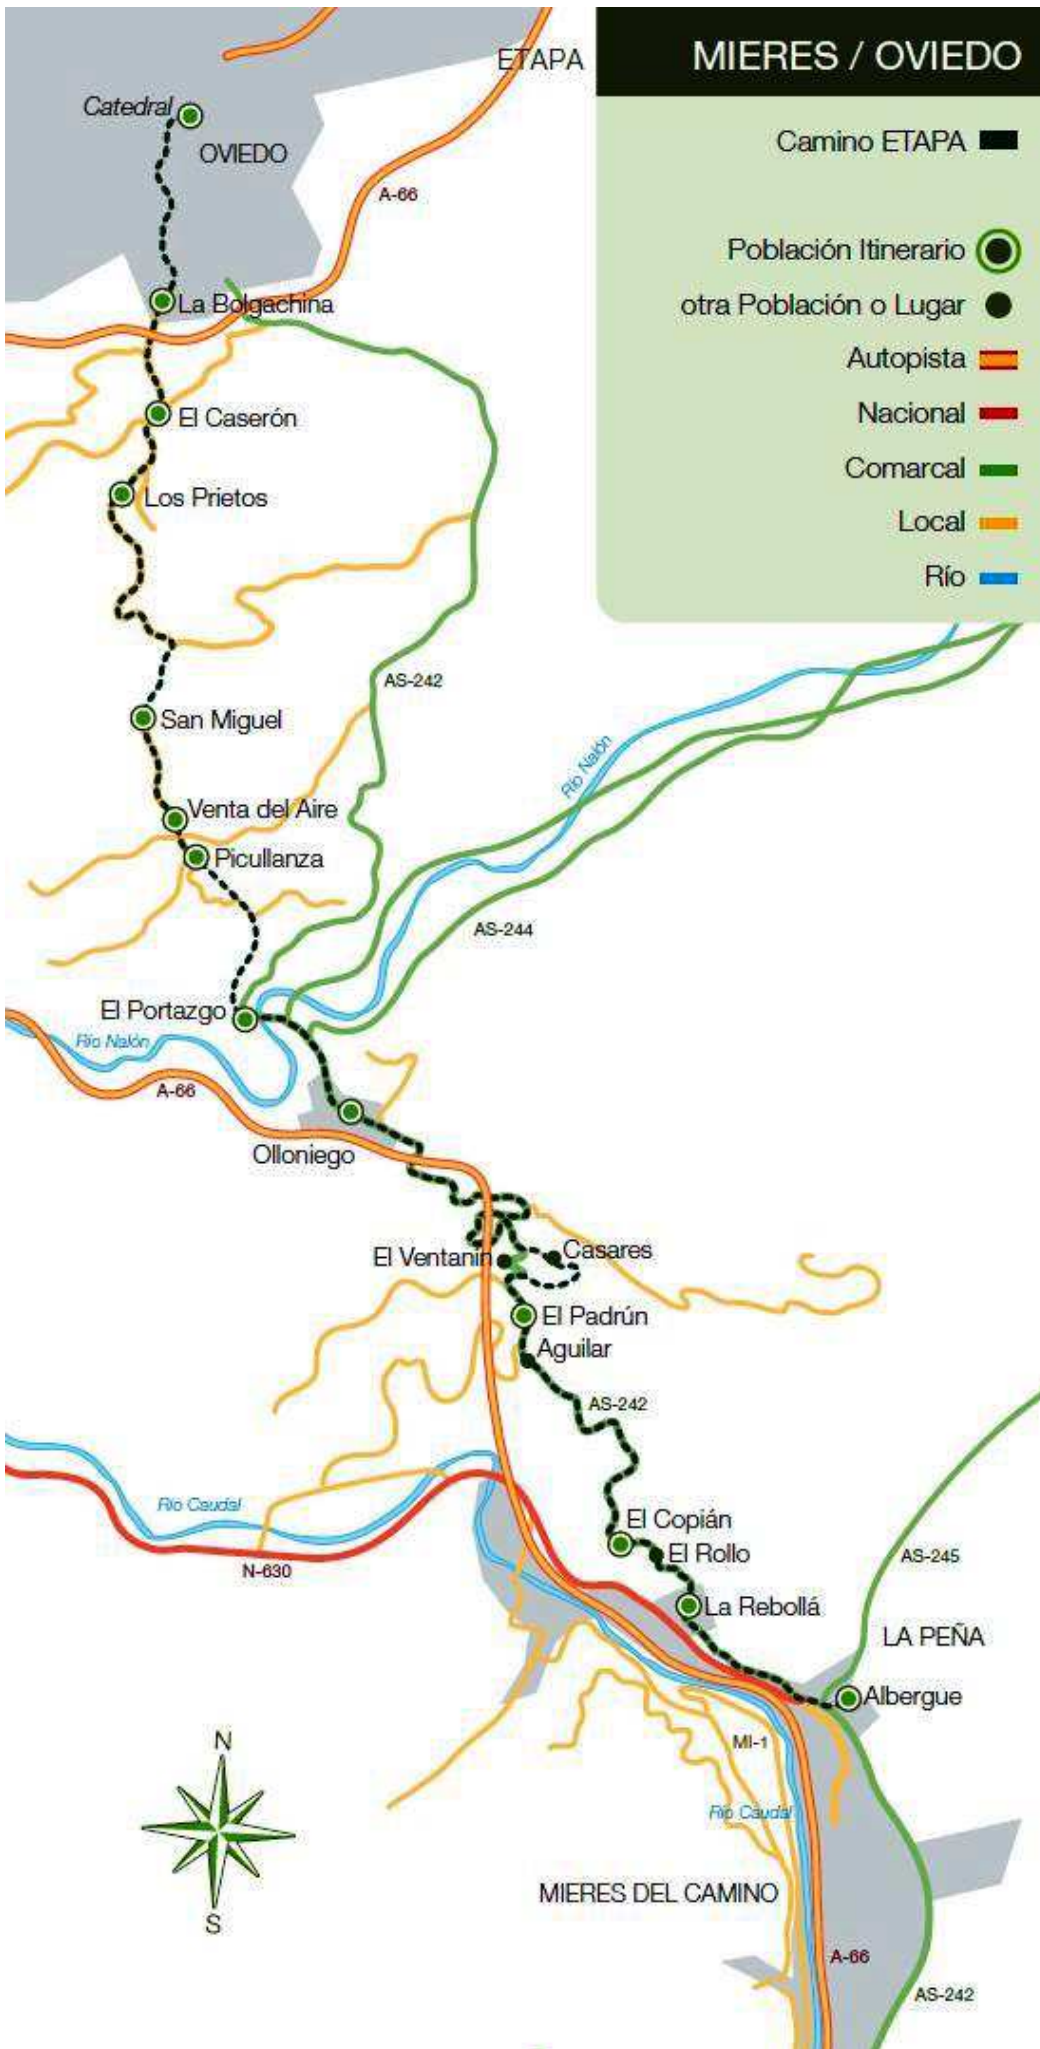 ETAPA
MIERES / OVIEDO
Camino ETAPA
Población Itinerario
otra Población o Lugar
Autopista
Nacional
Comarcal
Local
Río
Catedral
OVIEDO
A-66
La Bolgachina
El Caserón
Los Prietos
AS-242
San Miguel
Río Nalón
Venta del Aire
Picullanza
AS-244
El Portazgo
Río Nalón
A-66
Olloniego
El Ventanín
Casares
El Padrún
Aguilar
AS-242
Río Caudal
El Copián
El Rollo
AS-245
N-630
La Rebollá
LA PEÑA
Albergue
N
MI-1
Río Caudal
MIERES DEL CAMINO
S
A-66
AS-242